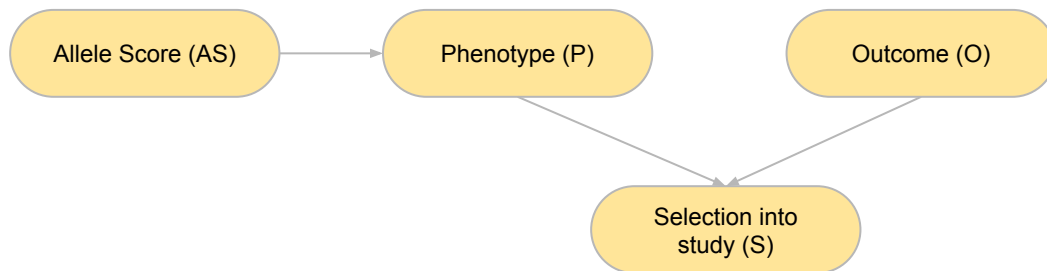 Allele Score (AS)
Phenotype (P)
Outcome (O)
Selection into
study (S)